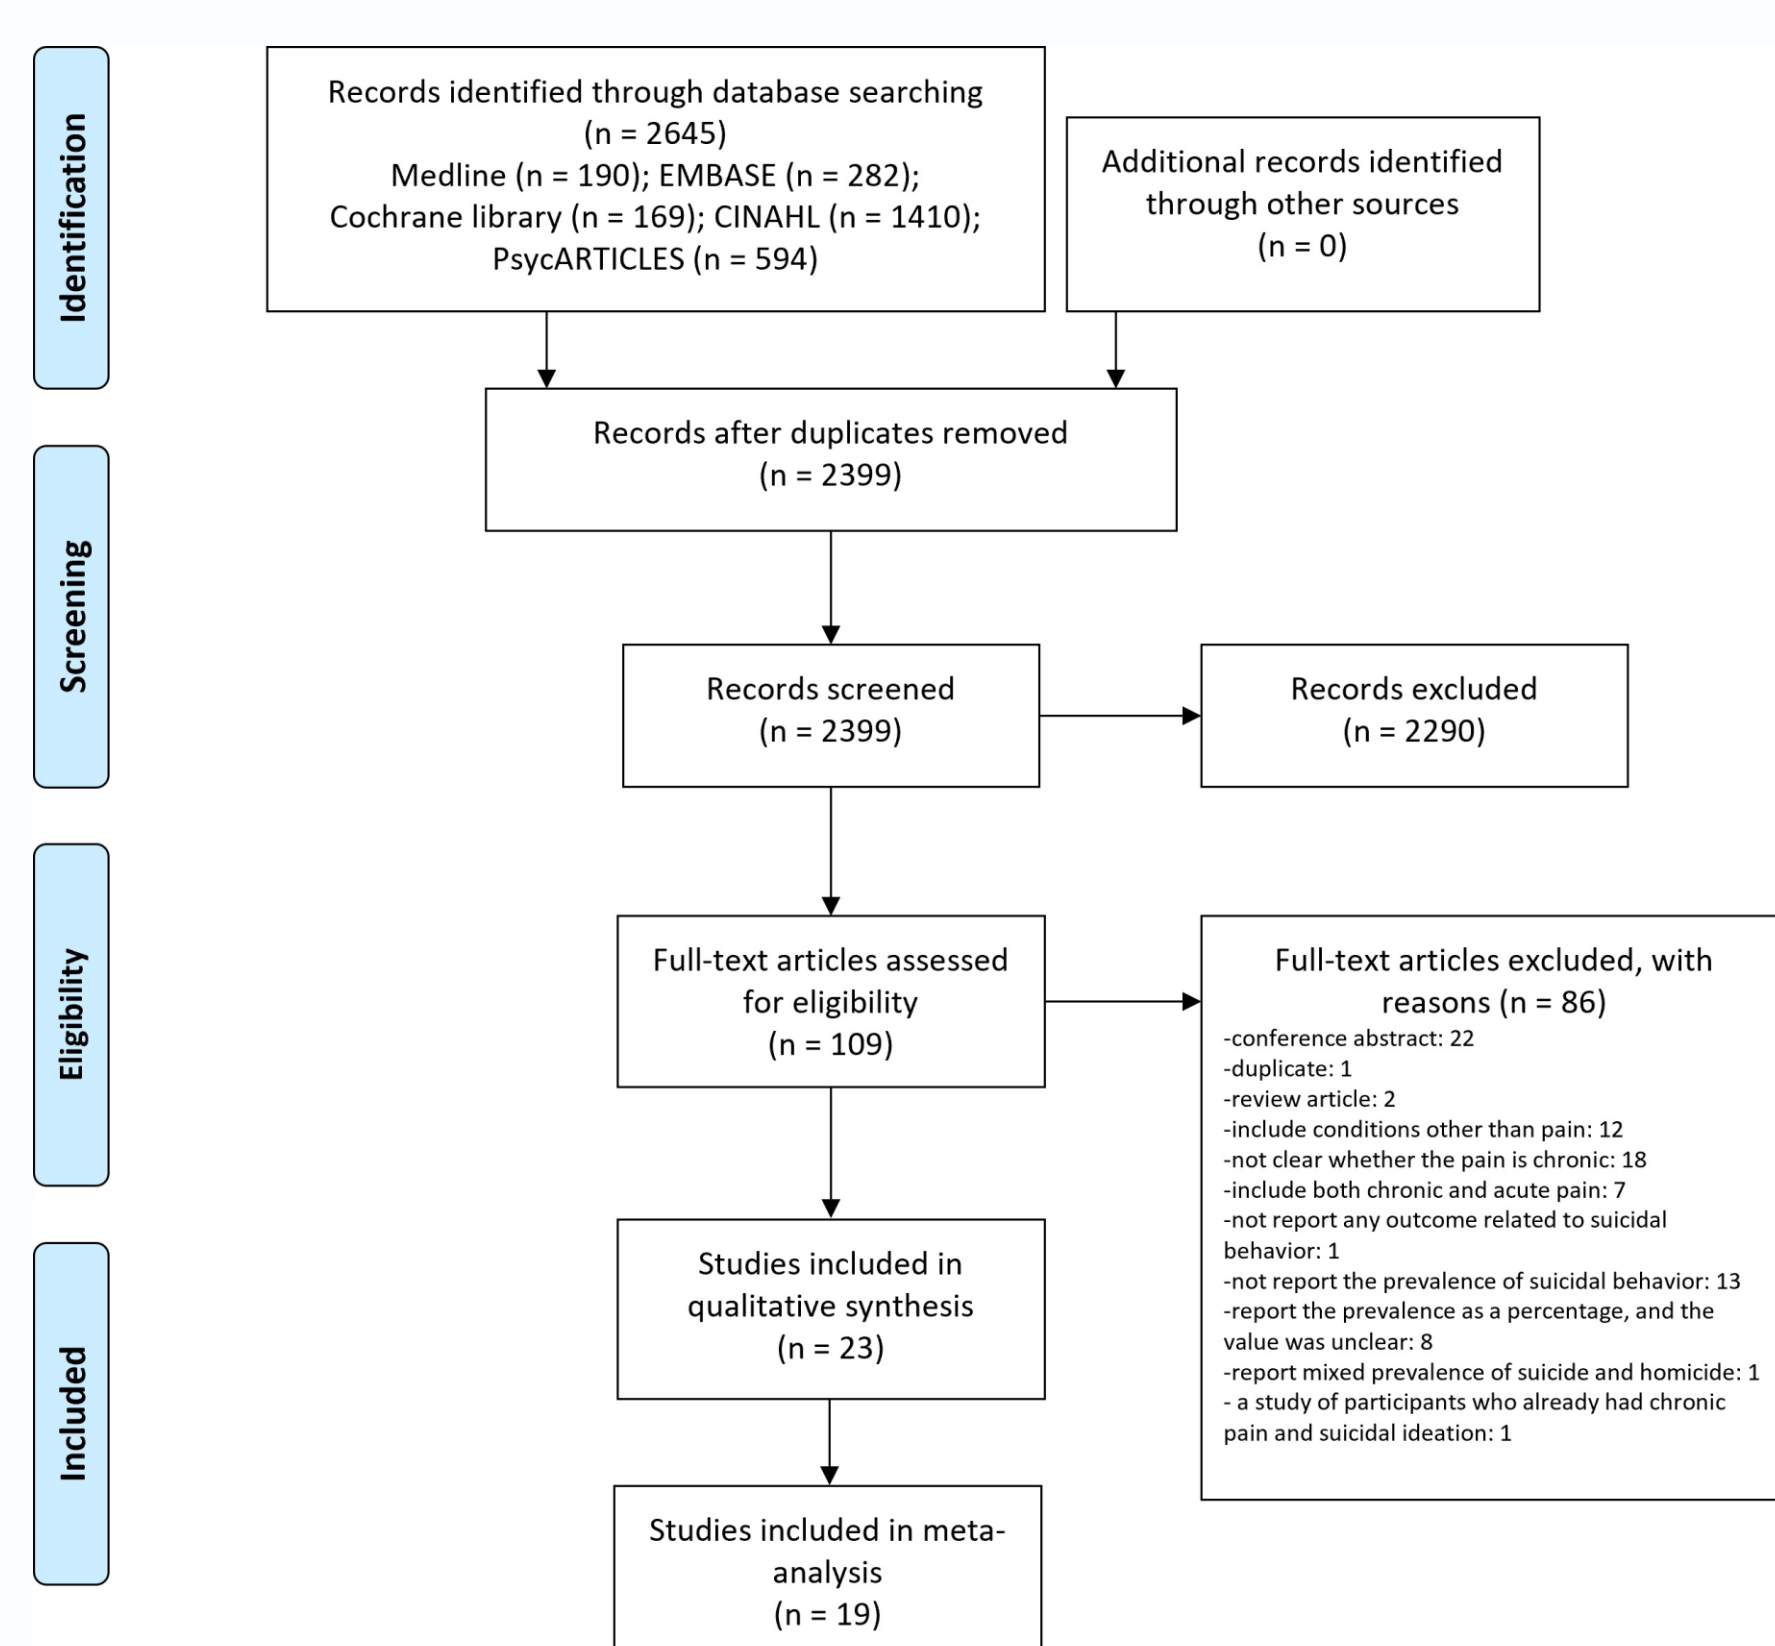 Identification
Records identified through database searching
(n = 2645)
Medline (n = 190); EMBASE (n = 282);
Cochrane library (n = 169); CINAHL (n = 1410);
PsycARTICLES (n = 594)
Additional records identified
through other sources
(n = 0)
Records after duplicates removed
(n = 2399)
Screening
Records screened
(n = 2399)
Records excluded
(n = 2290)
Eligibility
Full-text articles assessed
for eligibility
(n = 109)
Full-text articles excluded, with
reasons (n = 86)
-conference abstract: 22
-duplicate: 1
-review article: 2
-include conditions other than pain: 12
-not clear whether the pain is chronic: 18
-include both chronic and acute pain: 7
-not report any outcome related to suicidal
behavior: 1
-not report the prevalence of suicidal behavior: 13
-report the prevalence as a percentage, and the
value was unclear: 8
-report mixed prevalence of suicide and homicide: 1
- a study of participants who already had chronic
pain and suicidal ideation: 1
Included
Studies included in
qualitative synthesis
(n = 23)
Studies included in meta-
analysis
(n = 19)